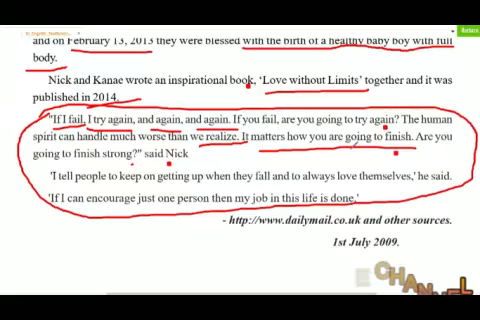 and on February 13, 2013 they were blessed with the birth of a healthy baby boy with full
body.
Nick and Kanae wrote an inspirational book, ‘Love without Limits’ together and it was
published in 2014.
"If I fail, I try again, and again, and again. If you fail, are you going to try again? The human
spirit can handle much worse than we realize. It matters how you are going to finish. Are you
going to finish strong?" said Nick
'I tell people to keep on getting up when they fall and to always love themselves,' he said.
'If I can encourage just one person then my job in this life is done.'
- http://www.dailymail.co.uk and other sources.
1st July 2009.
CHANNEL